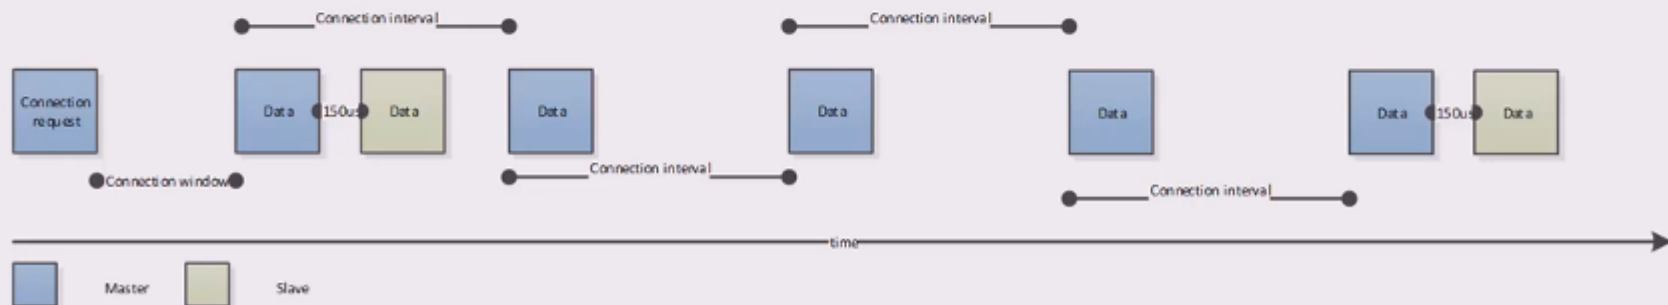 Connection interval
Connection interval
Connection
request
Data
150us
Data
Data
Data
Data
Data
150us
Data
Connection window
Connection interval
Connection interval
time
Master
Slave